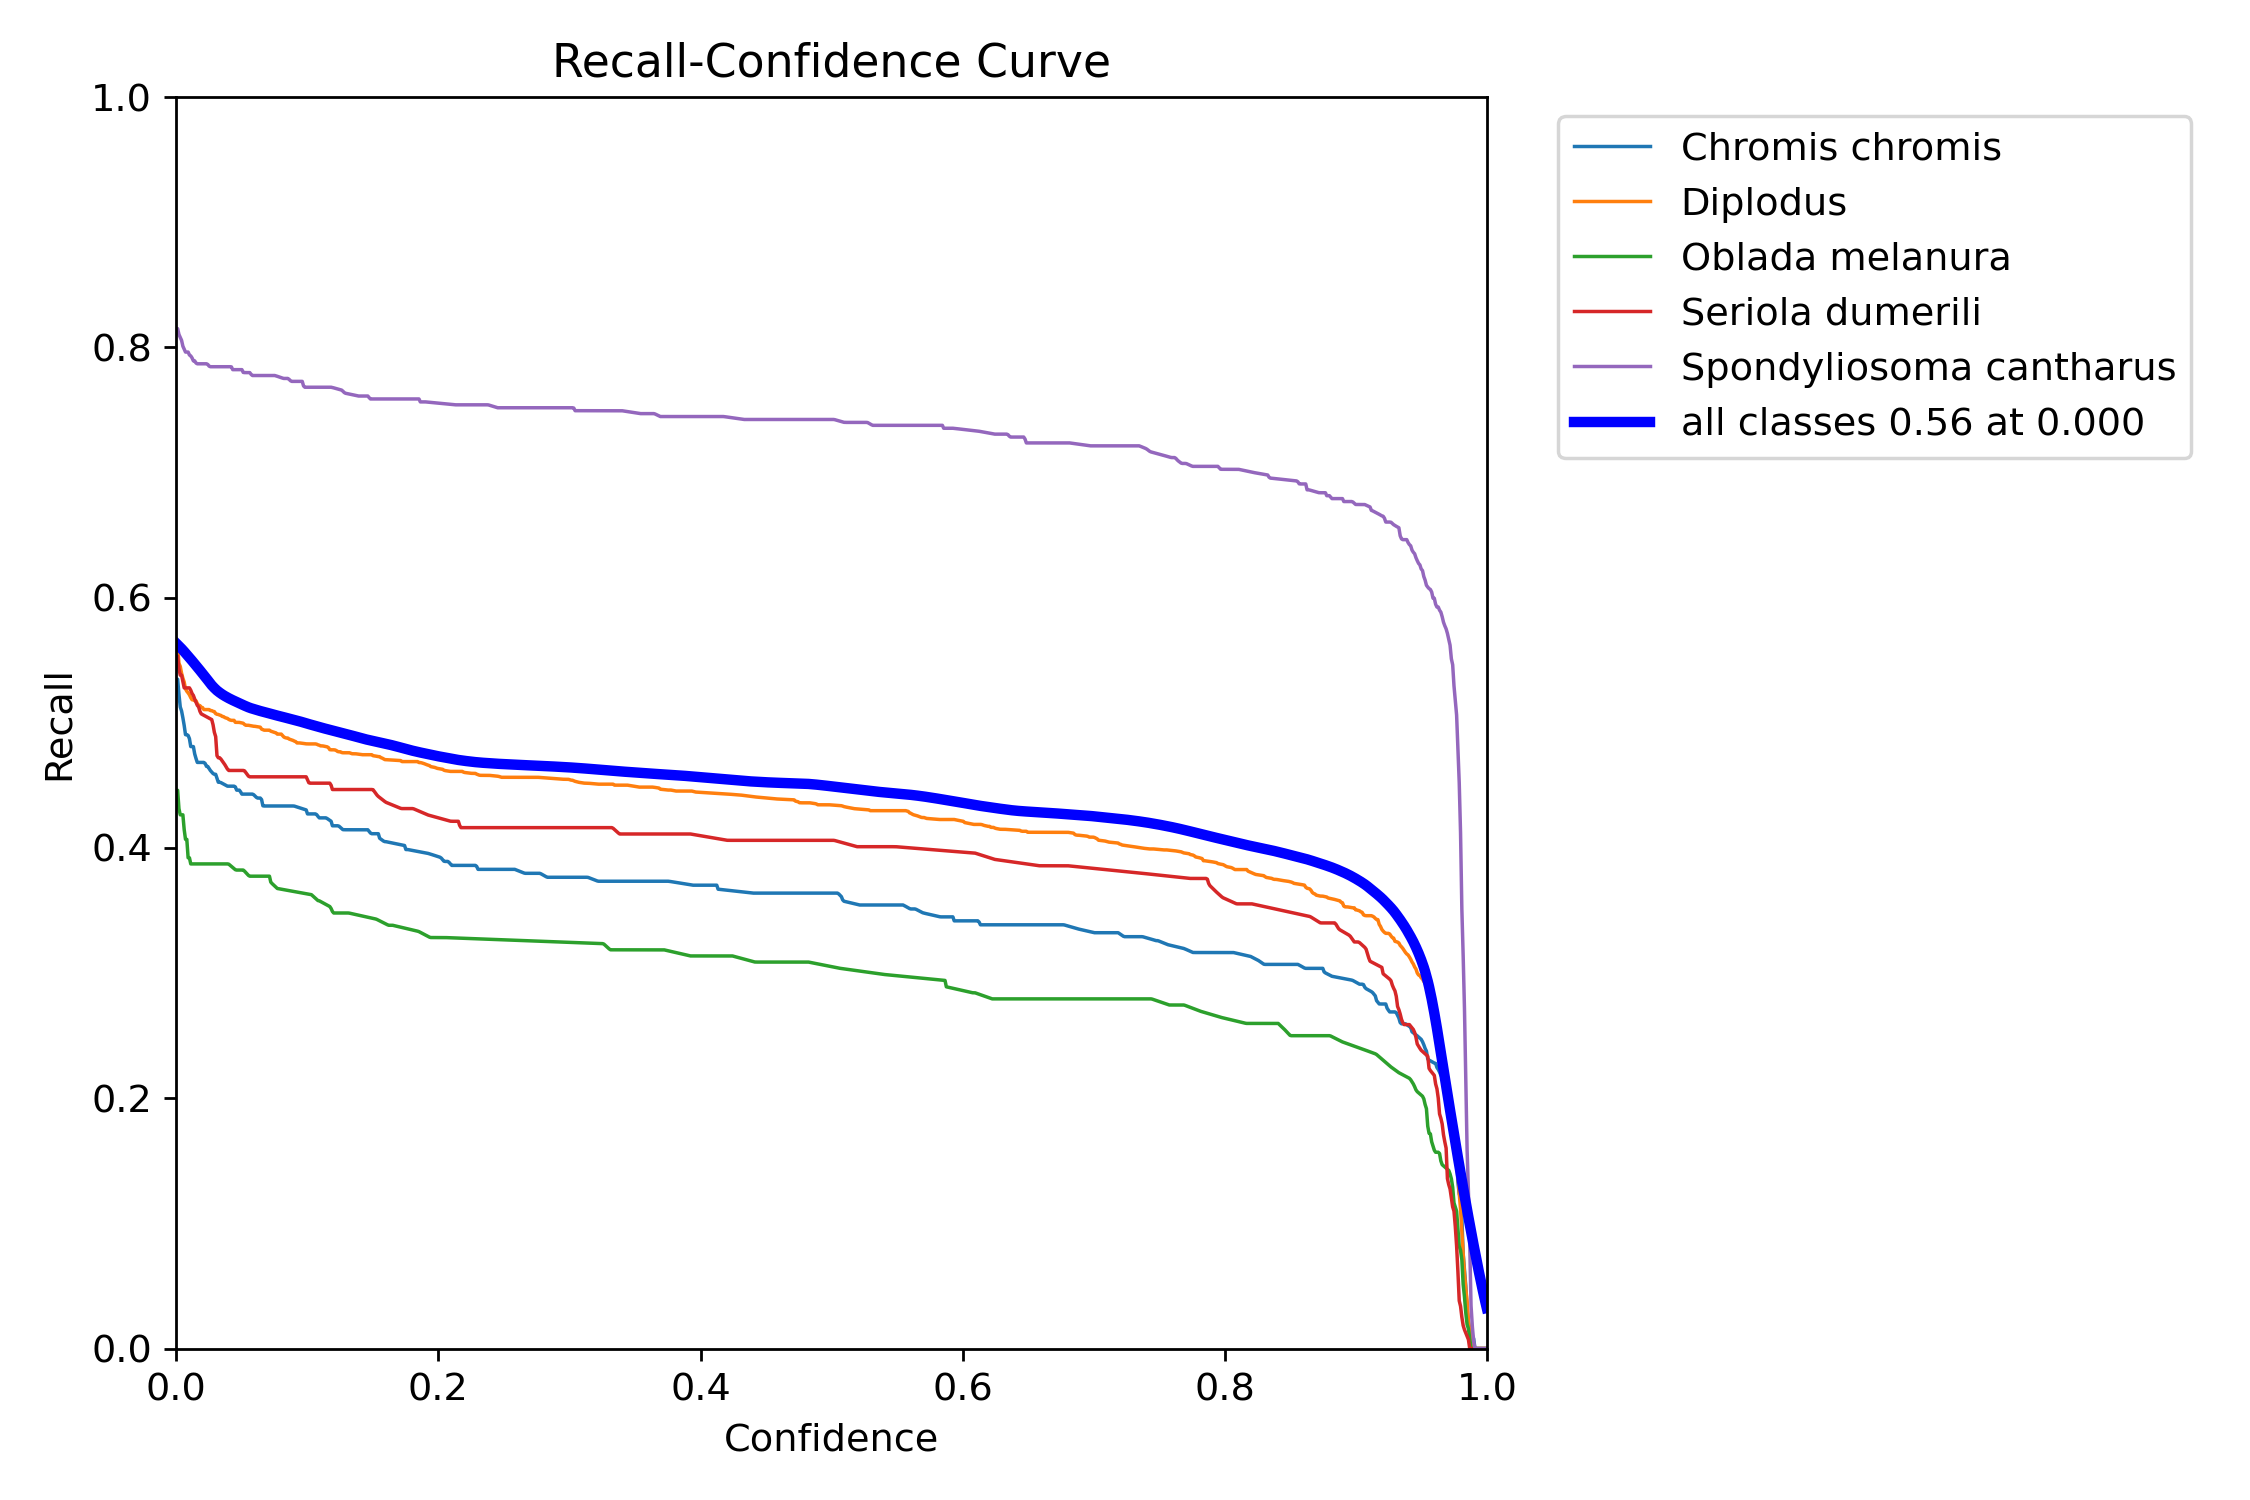 Recall-Confidence Curve
1.0
0.8
0.6
0.4
0.2
0.0
Recall
0.0 0.2 0.4 0.6 0.8 1.0
Confidence
Chromis chromis
Diplodus
Oblada melanura
Seriola dumerili
Spondyliosoma cantharus
all classes 0.56 at 0.000